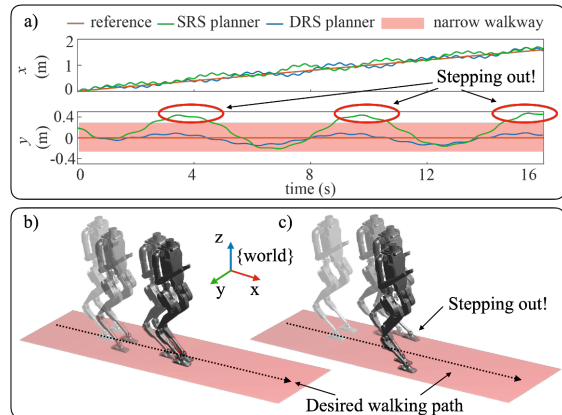 a)
reference SRS planner DRS planner narrow walkway
2
1
0
x
(m)
Stepping out!
0.4
0
-0.4
y
(m)
0 4 8 12 16
time (s)
b)
c)
z
{world}
y
x
Stepping out!
Desired walking path